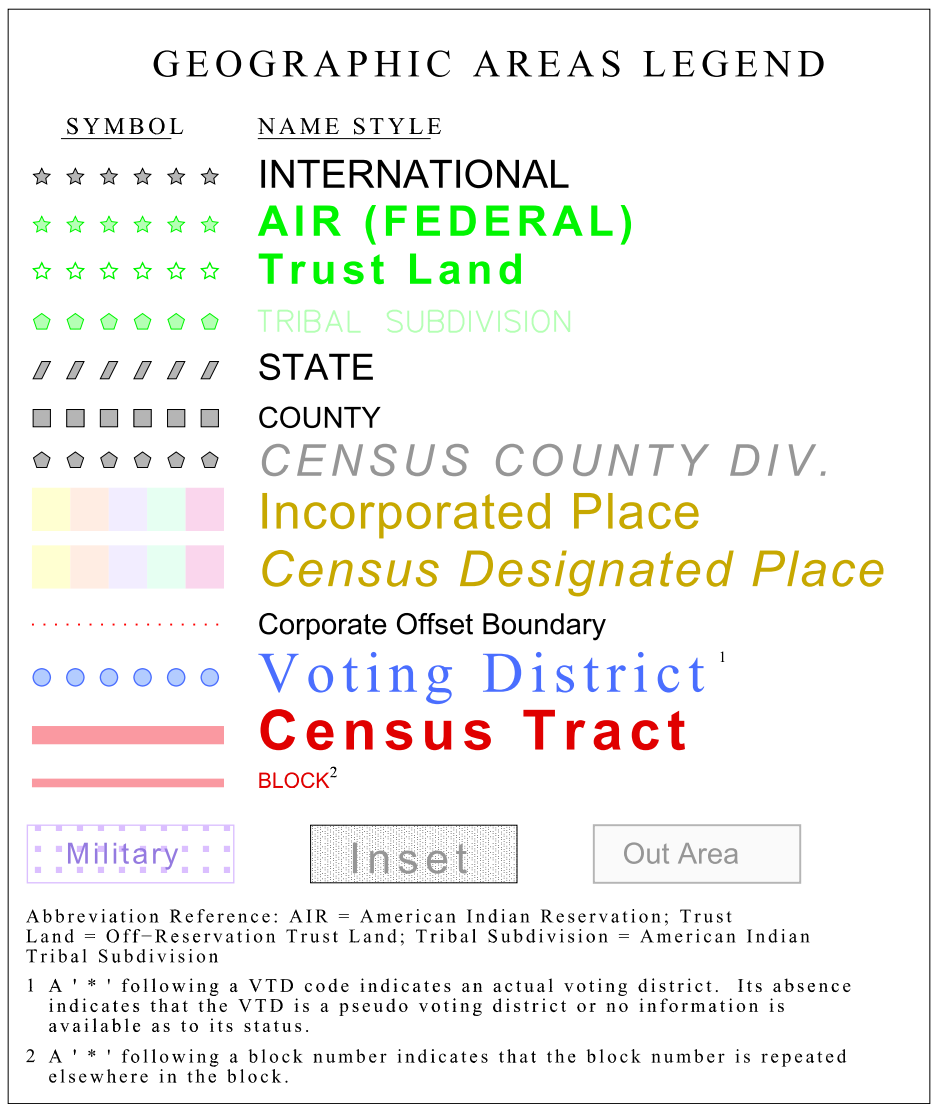 GEOGRAPHIC AREAS LEGEND
SYMBOL NAME STYLE
INTERNATIONAL
AIR (FEDERAL)
Trust Land
TRIBAL SUBDIVISION
STATE
COUNTY
CENSUS COUNTY DIV.
Incorporated Place
Census Designated Place
Corporate Offset Boundary
Voting District 1
Census Tract
BLOCK2
Military Inset Out Area
Abbreviation Reference: AIR = American Indian Reservation; Trust
Land = Off−Reservation Trust Land; Tribal Subdivision = American Indian
Tribal Subdivision
1 A ' * ' following a VTD code indicates an actual voting district. Its absence
indicates that the VTD is a pseudo voting district or no information is
available as to its status.
2 A ' * ' following a block number indicates that the block number is repeated
elsewhere in the block.